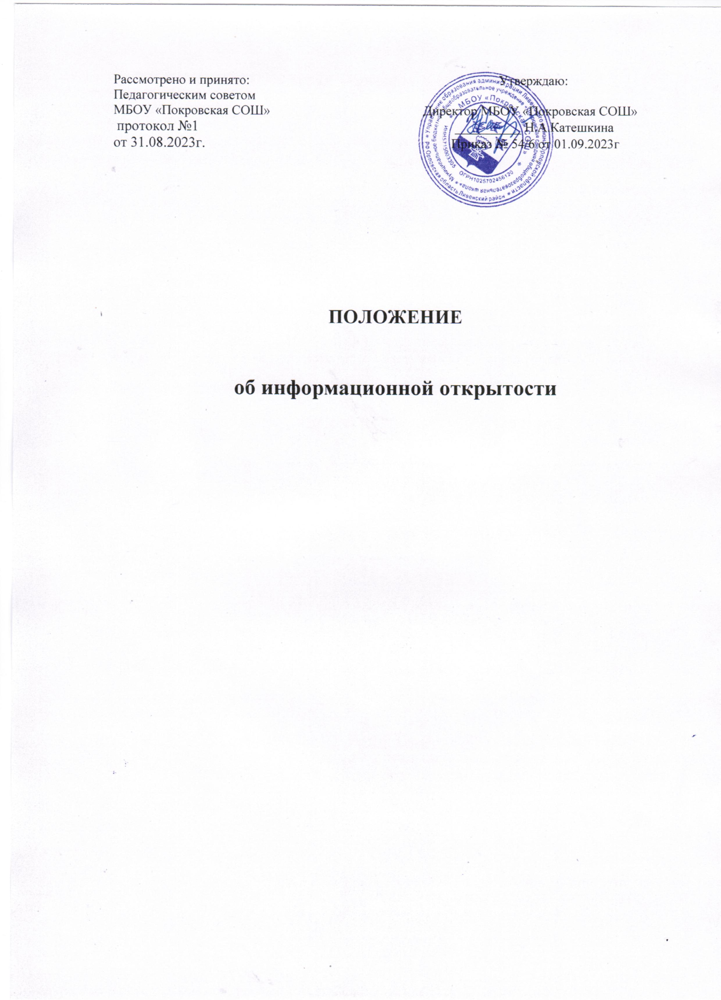 Рассмотрено и принято:
Педагогическим советом
МБОУ «Покровская СОШ»
протокол №1
от 31.08.2023г.
Утверждаю:
Директор МБОУ «Покровская СОШ»
Н.А.Катешкина
Приказ № 54/6 от 01.09.2023г
* Управление образования администрации Ливенского района Орловской области *
РФ Орловская область Ливенский район
* Муниципальное бюджетное общеобразовательное учреждение «Покровская средняя общеобразовательная школа»
* МБОУ «Покровская СОШ» *
ИНН5715003305 ОГРН1025702456120
ПОЛОЖЕНИЕ
об информационной открытости